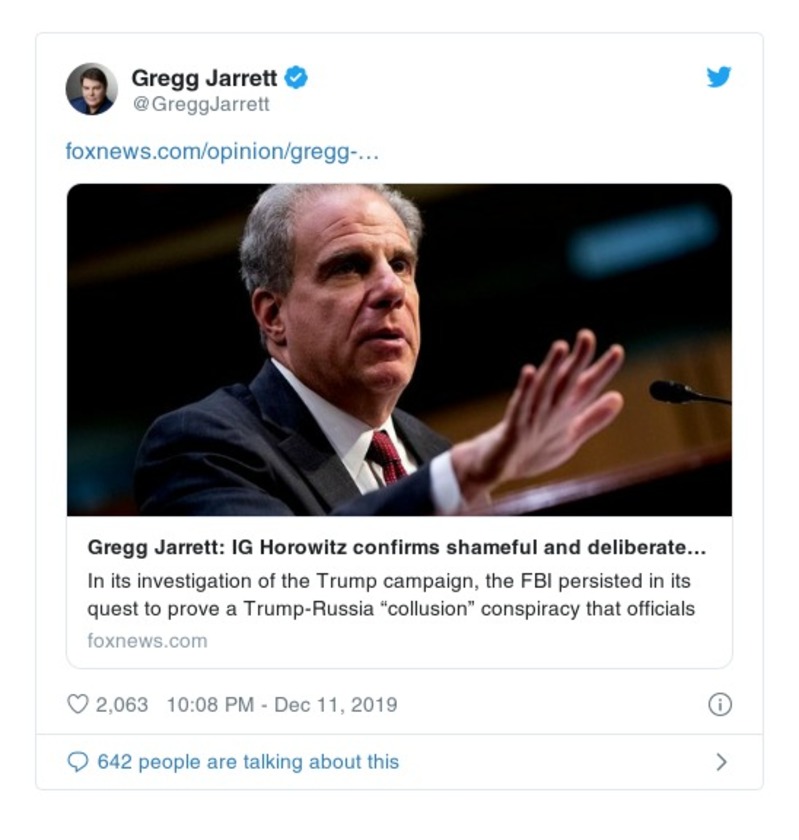 Gregg Jarrett
@GreggJarrett
foxnews.com/opinion/gregg-...
Gregg Jarrett: IG Horowitz confirms shameful and deliberate...
In its investigation of the Trump campaign, the FBI persisted in its
quest to prove a Trump-Russia “collusion” conspiracy that officials
foxnews.com
2,063 10:08 PM - Dec 11, 2019
642 people are talking about this